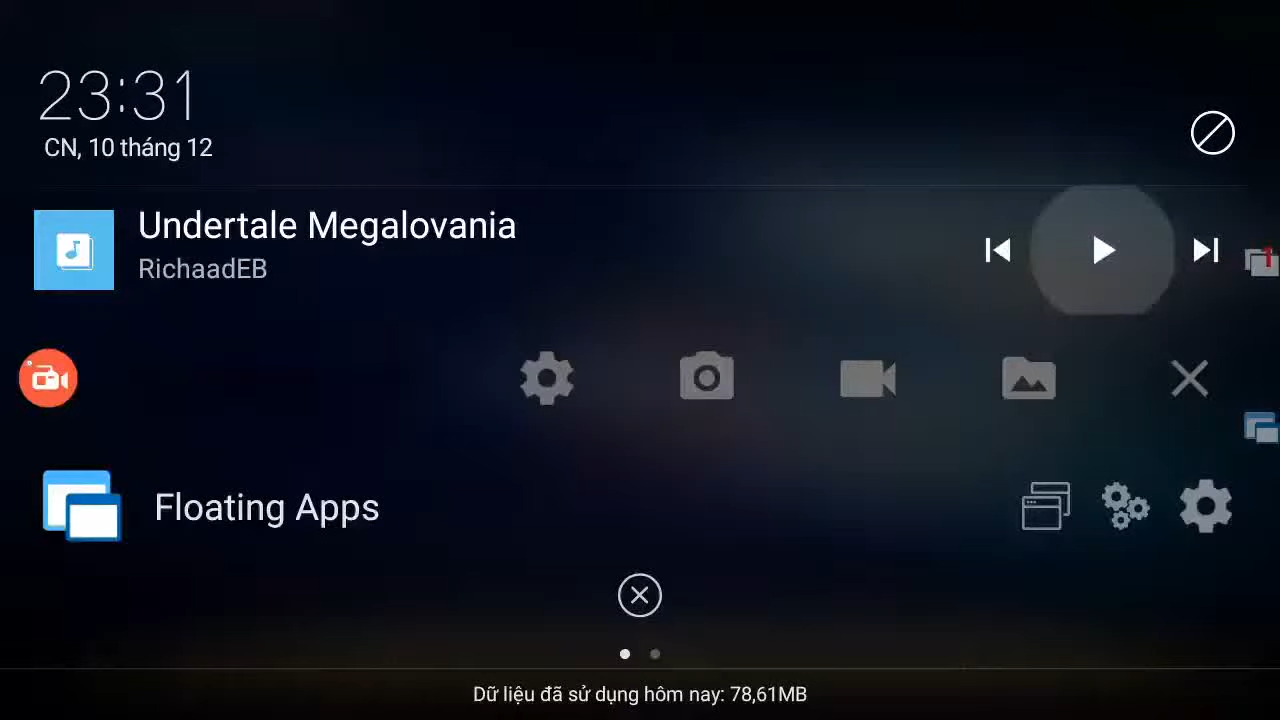 23:31
CN, 10 tháng 12
Undertale Megalovania
RichaadEB
1
Floating Apps
Dữ liệu đã sử dụng hôm nay: 78,61MB